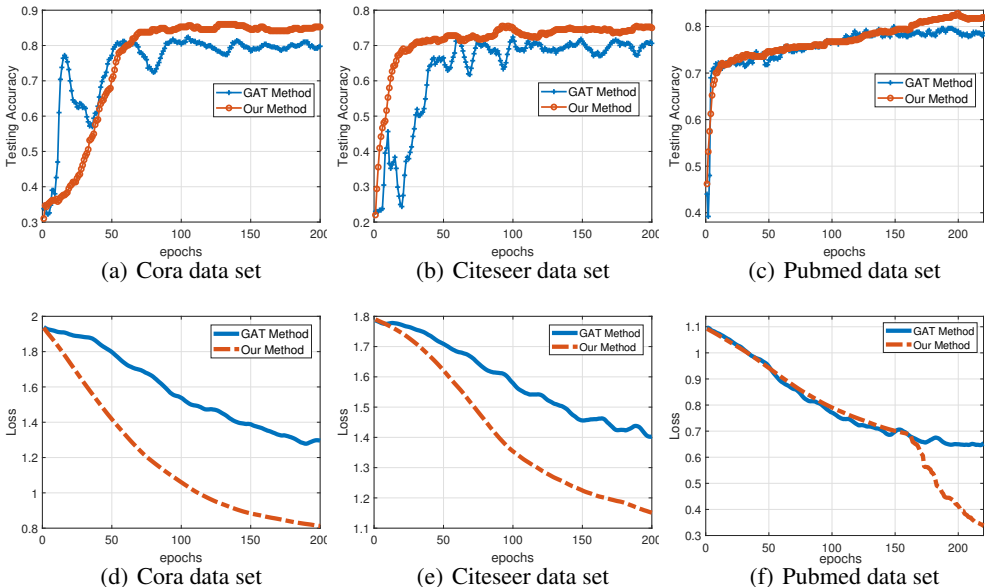 Testing Accuracy
0.9
0.8
0.7
0.6
0.5
0.4
0.3
0.2
GAT Method
Our Method
0 50 100 150 200
epochs
(a) Cora data set
Testing Accuracy
0.9
0.8
0.7
0.6
0.5
0.4
0.3
0.2
GAT Method
Our Method
0 50 100 150 200
epochs
(b) Citeseer data set
Testing Accuracy
0.8
0.7
0.6
0.5
0.4
GAT Method
Our Method
0 50 100 150 200
epochs
(c) Pubmed data set
Loss
2
1.8
1.6
1.4
1.2
1
0.8
GAT Method
Our Method
0 50 100 150 200
epochs
(d) Cora data set
Loss
1.8
1.7
1.6
1.5
1.4
1.3
1.2
1.1
GAT Method
Our Method
0 50 100 150 200
epochs
(e) Citeseer data set
Loss
1.1
1
0.9
0.8
0.7
0.6
0.5
0.4
0.3
GAT Method
Our Method
0 50 100 150 200
epochs
(f) Pubmed data set